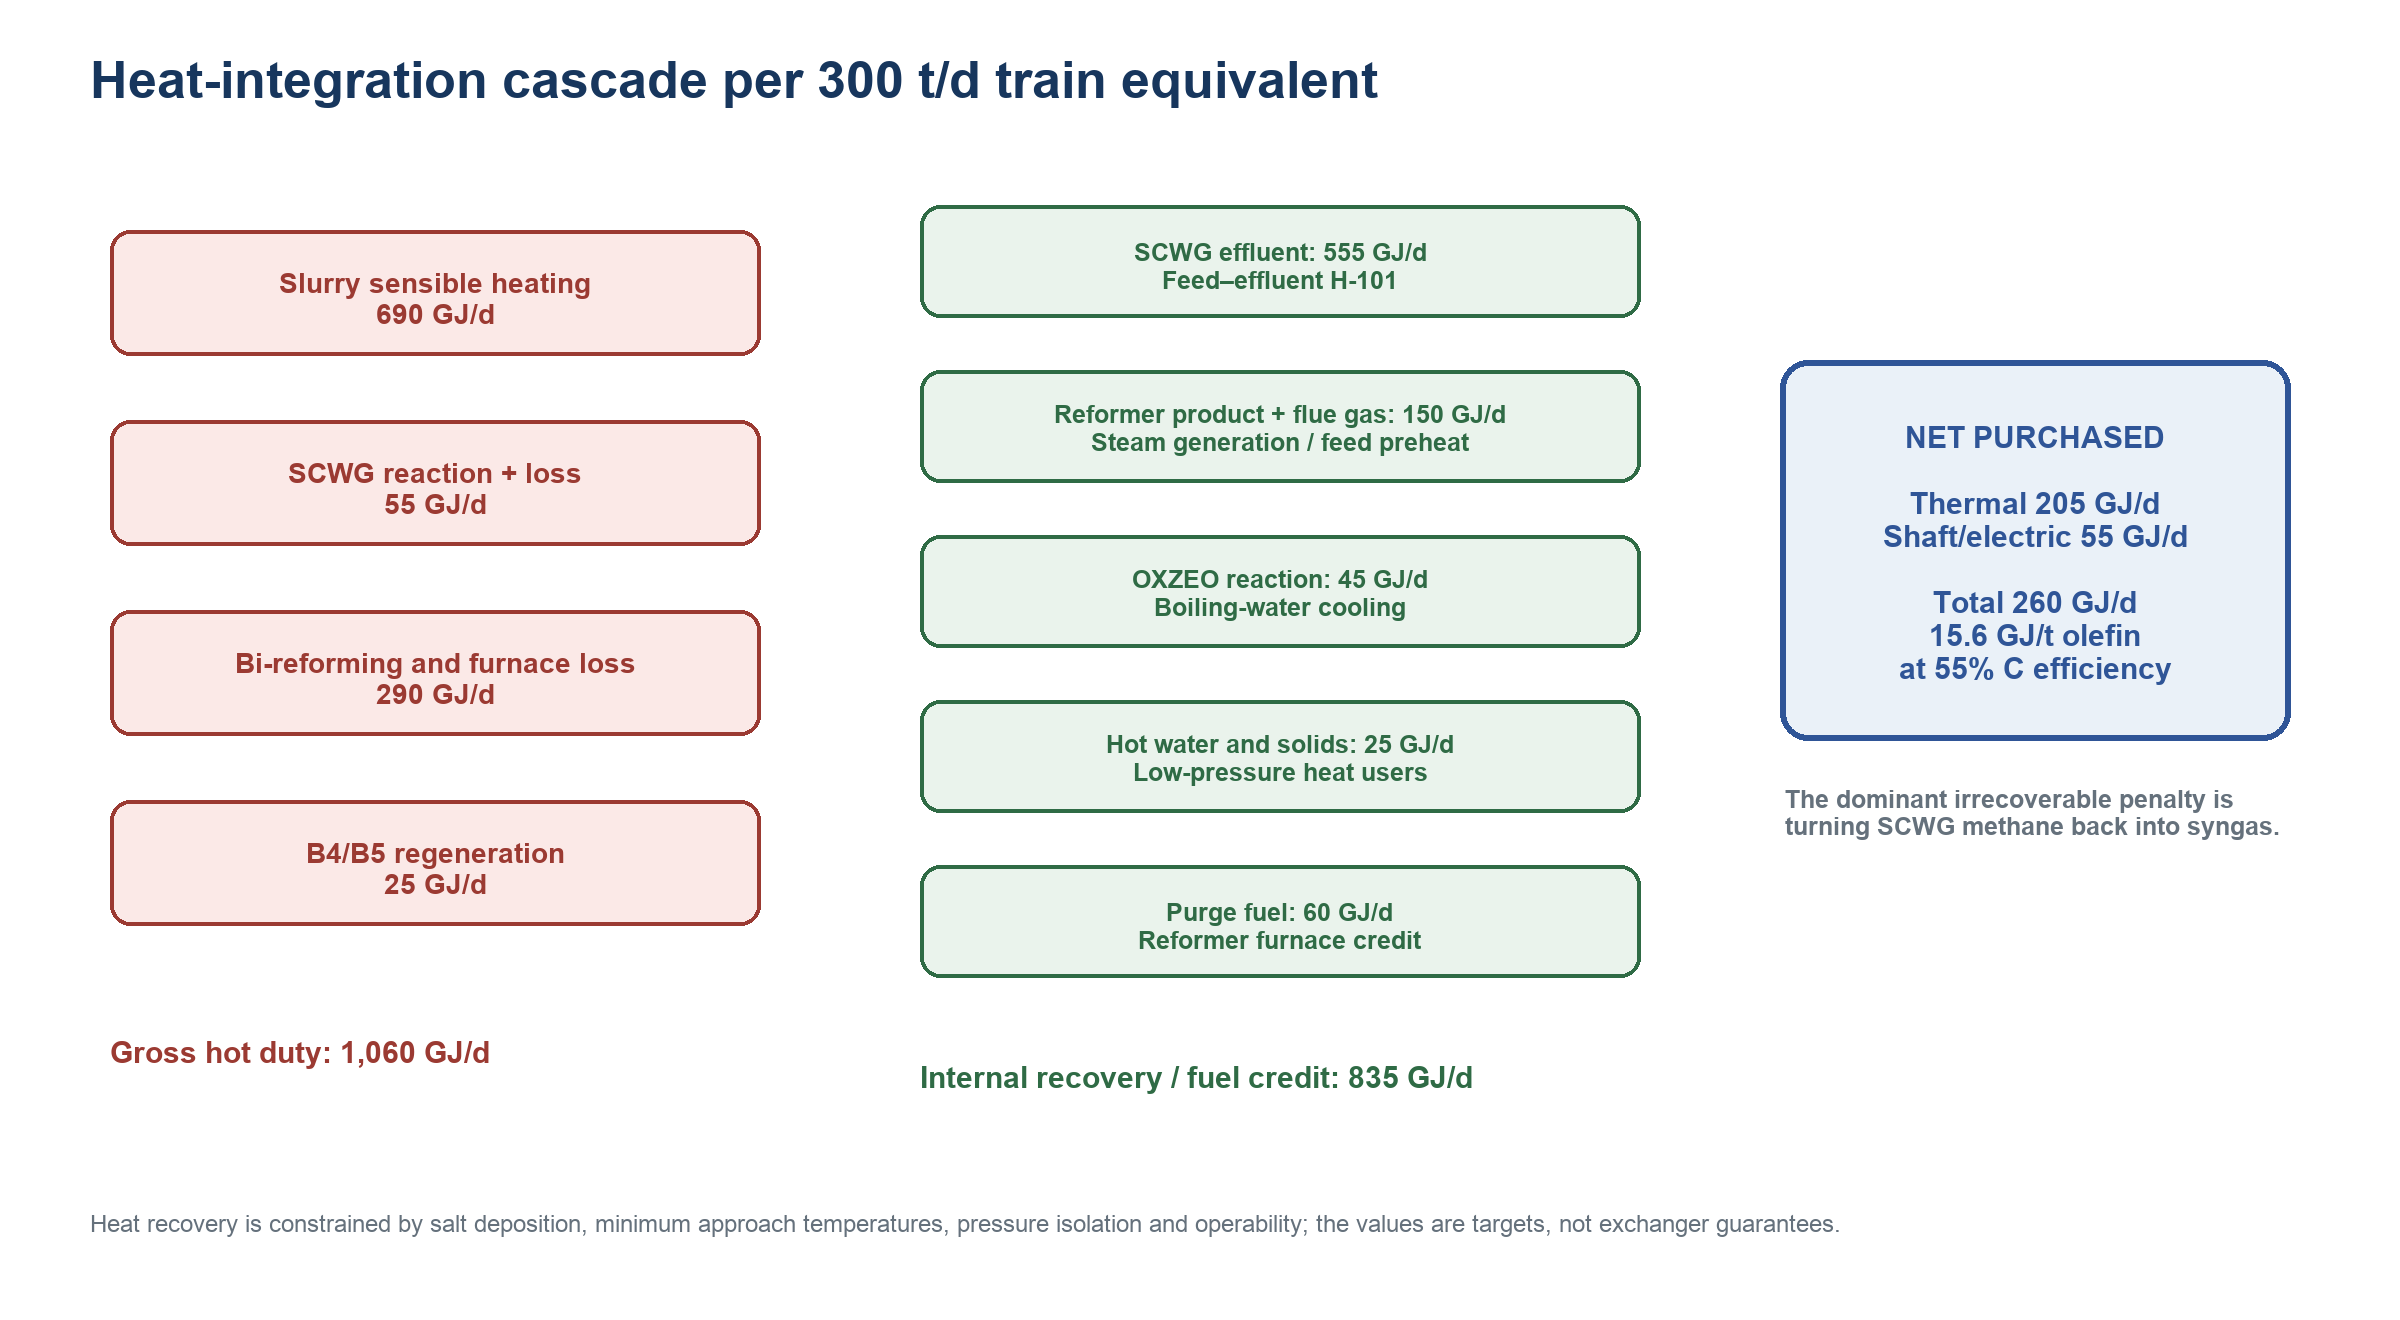 Heat-integration cascade per 300 t/d train equivalent
Slurry sensible heating
690 GJ/d
SCWG reaction + loss
55 GJ/d
Bi-reforming and furnace loss
290 GJ/d
B4/B5 regeneration
25 GJ/d
Gross hot duty: 1,060 GJ/d
SCWG effluent: 555 GJ/d
Feed–effluent H-101
Reformer product + flue gas: 150 GJ/d
Steam generation / feed preheat
OXZEO reaction: 45 GJ/d
Boiling-water cooling
Hot water and solids: 25 GJ/d
Low-pressure heat users
Purge fuel: 60 GJ/d
Reformer furnace credit
Internal recovery / fuel credit: 835 GJ/d
NET PURCHASED
Thermal 205 GJ/d
Shaft/electric 55 GJ/d
Total 260 GJ/d
15.6 GJ/t olefin
at 55% C efficiency
The dominant irrecoverable penalty is
turning SCWG methane back into syngas.
Heat recovery is constrained by salt deposition, minimum approach temperatures, pressure isolation and operability; the values are targets, not exchanger guarantees.